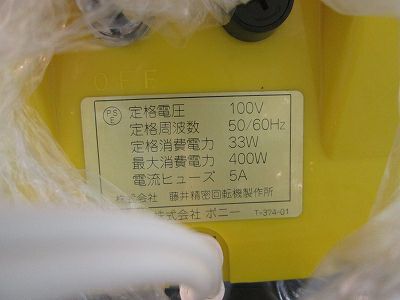 OFF
PSE
定格電圧 100V
定格周波数 50/60Hz
定格消費電力 33W
最大消費電力 400W
電流ヒューズ 5A
株式会社 藤井精密回転機製作所
株式会社 ボニー T-374-01